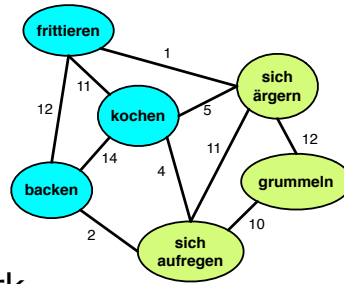 frittieren
1
sich
ärgern
11
12
kochen
5
12
14
4
11
grummeln
backen
2
10
sich
aufregen